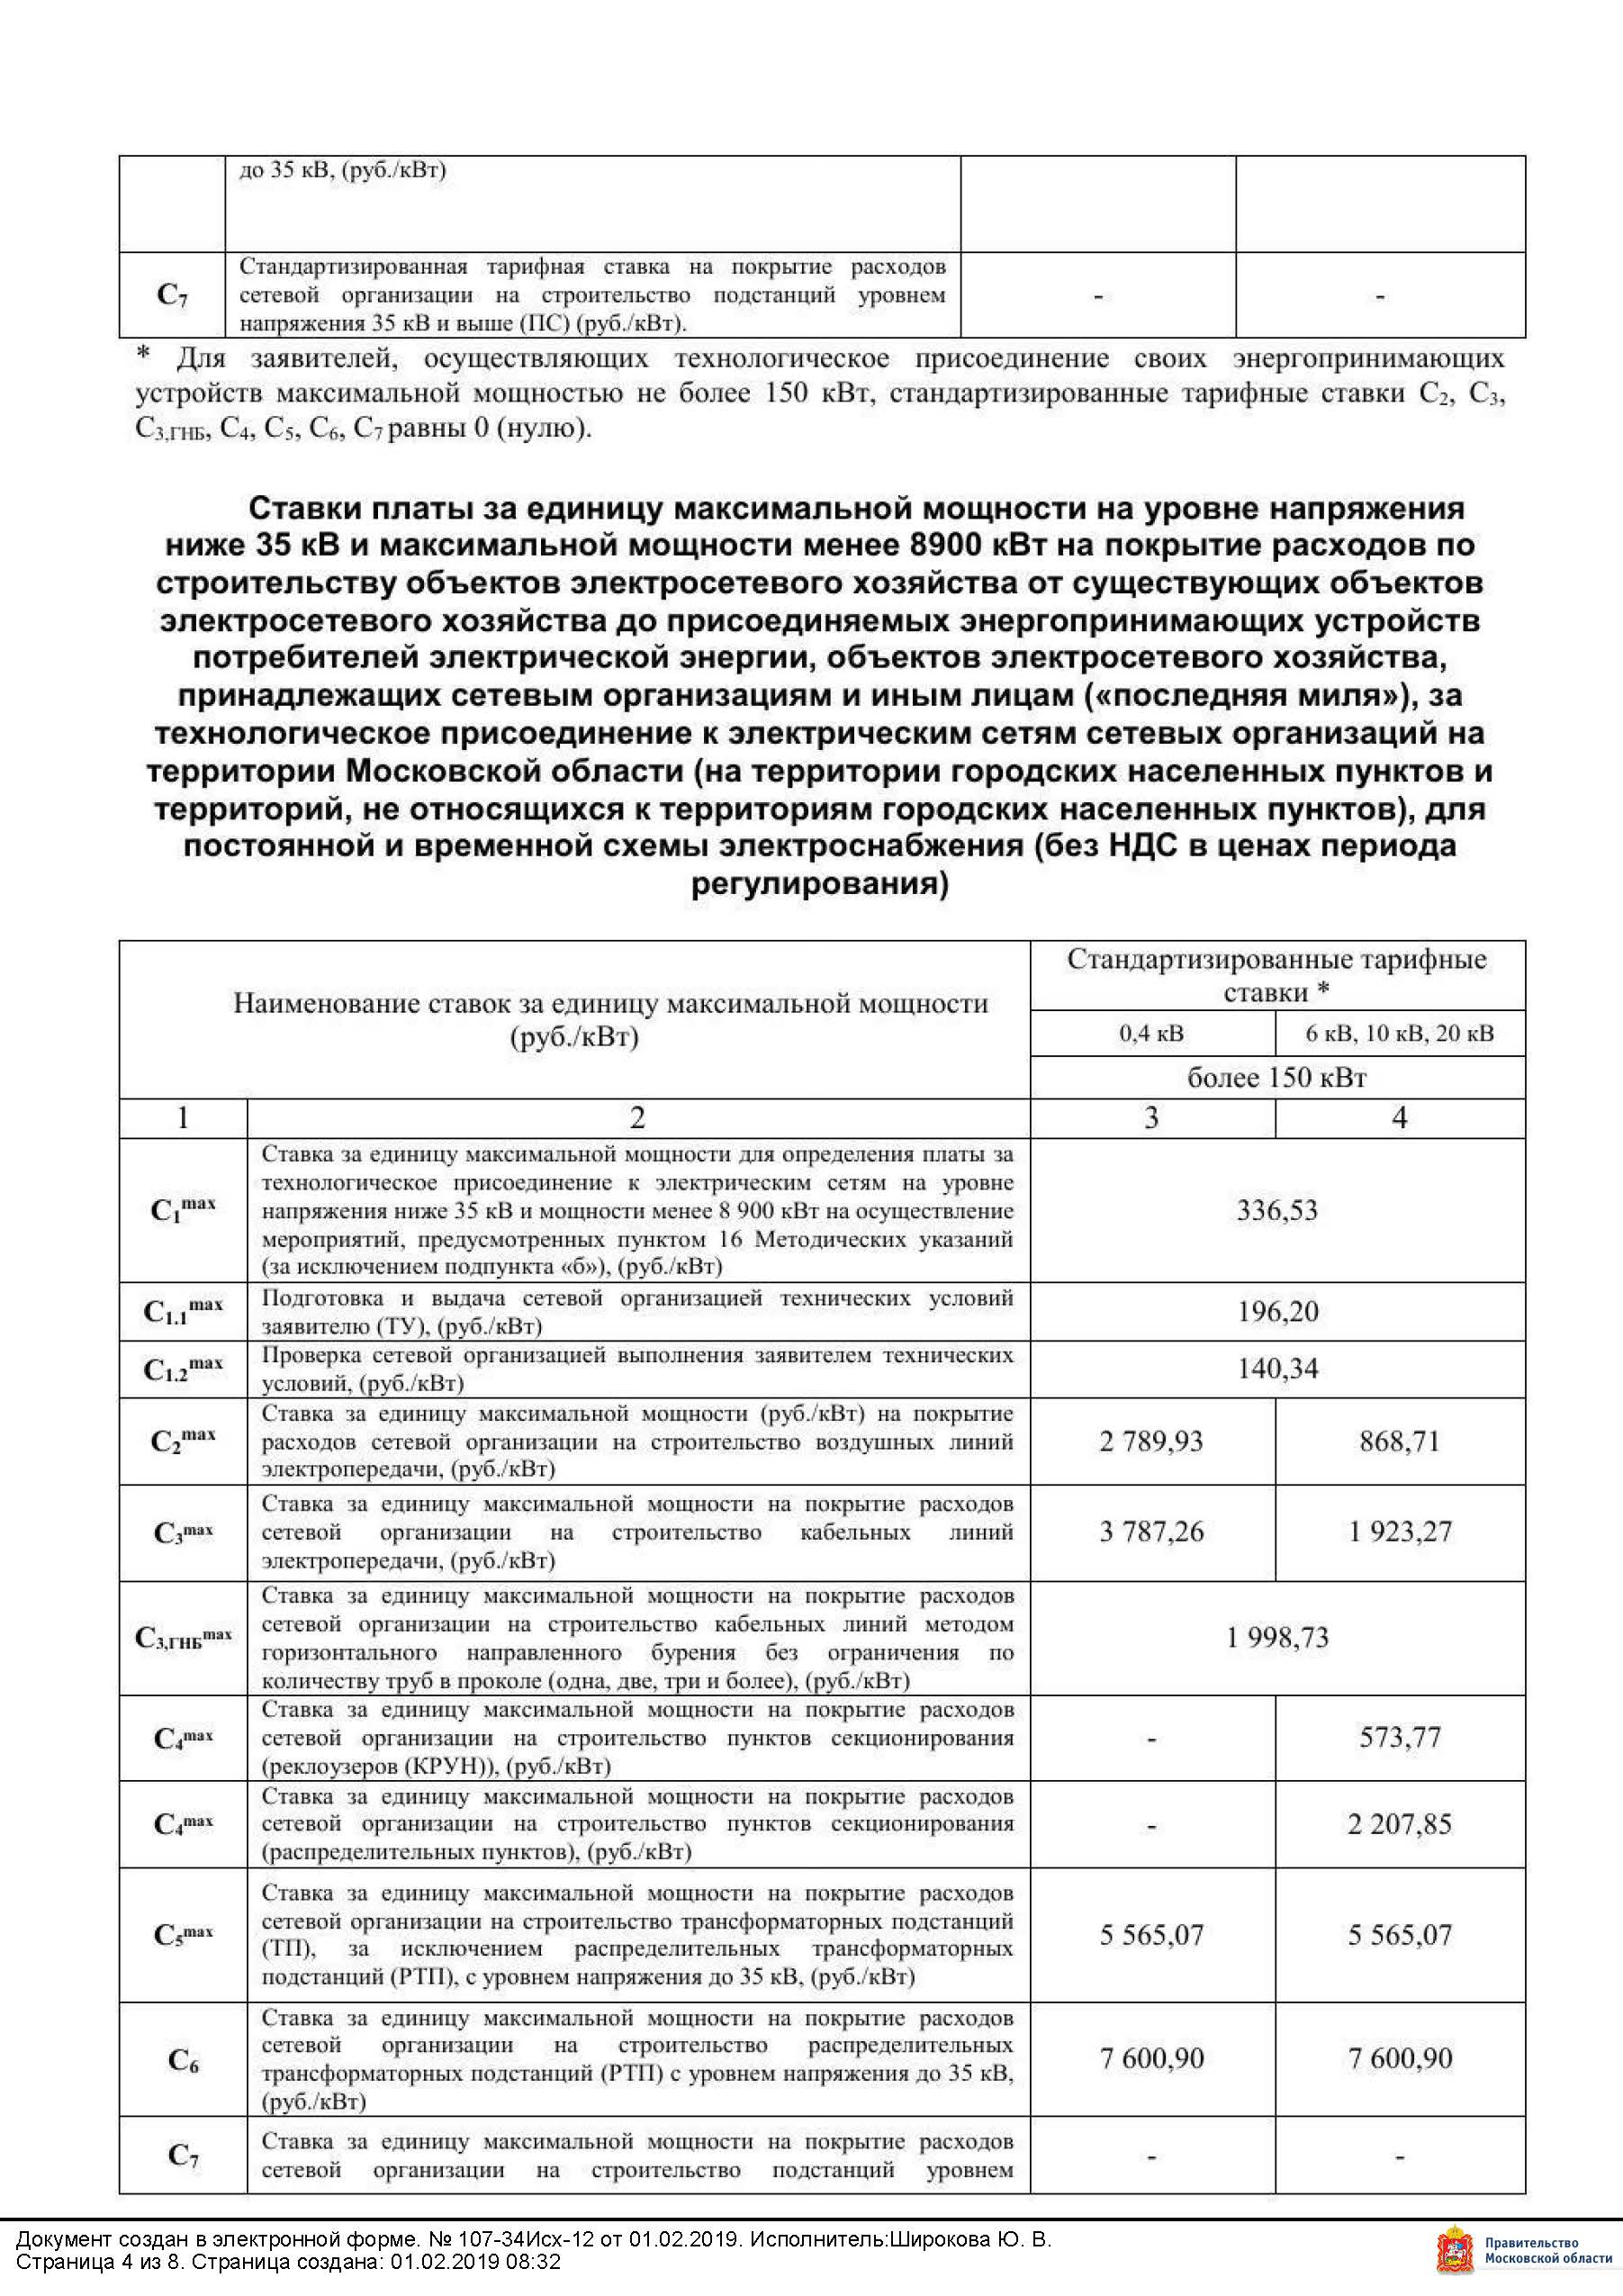 до 35 кВ, (руб./кВт)
С7
Стандартизированная тарифная ставка на покрытие расходов
сетевой организации на строительство подстанций уровнем
напряжения 35 кВ и выше (ПС) (руб./кВт).
-
-
* Для заявителей, осуществляющих технологическое присоединение своих энергопринимающих
устройств максимальной мощностью не более 150 кВт, стандартизированные тарифные ставки С2, С3,
С3,ГНБ, С4, С5, С6, С7 равны 0 (нулю).
Ставки платы за единицу максимальной мощности на уровне напряжения
ниже 35 кВ и максимальной мощности менее 8900 кВт на покрытие расходов по
строительству объектов электросетевого хозяйства от существующих объектов
электросетевого хозяйства до присоединяемых энергопринимающих устройств
потребителей электрической энергии, объектов электросетевого хозяйства,
принадлежащих сетевым организациям и иным лицам («последняя миля»), за
технологическое присоединение к электрическим сетям сетевых организаций на
территории Московской области (на территории городских населенных пунктов и
территорий, не относящихся к территориям городских населенных пунктов), для
постоянной и временной схемы электроснабжения (без НДС в ценах периода
регулирования)
Наименование ставок за единицу максимальной мощности
(руб./кВт)
Стандартизированные тарифные
ставки *
0,4 кВ
6 кВ, 10 кВ, 20 кВ
более 150 кВт
1
2
3
4
С1max
Ставка за единицу максимальной мощности для определения платы за
технологическое присоединение к электрическим сетям на уровне
напряжения ниже 35 кВ и мощности менее 8 900 кВт на осуществление
мероприятий, предусмотренных пунктом 16 Методических указаний
(за исключением подпункта «б»), (руб./кВт)
336,53
С1.1max
Подготовка и выдача сетевой организацией технических условий
заявителю (ТУ), (руб./кВт)
196,20
С1.2max
Проверка сетевой организацией выполнения заявителем технических
условий, (руб./кВт)
140,34
С2max
Ставка за единицу максимальной мощности (руб./кВт) на покрытие
расходов сетевой организации на строительство воздушных линий
электропередачи, (руб./кВт)
2 789,93
868,71
С3max
Ставка за единицу максимальной мощности на покрытие расходов
сетевой организации на строительство кабельных линий
электропередачи, (руб./кВт)
3 787,26
1 923,27
С3,ГНБmax
Ставка за единицу максимальной мощности на покрытие расходов
сетевой организации на строительство кабельных линий методом
горизонтального направленного бурения без ограничения по
количеству труб в проколе (одна, две, три и более), (руб./кВт)
1 998,73
С4max
Ставка за единицу максимальной мощности на покрытие расходов
сетевой организации на строительство пунктов секционирования
(реклоузеров (КРУН)), (руб./кВт)
-
573,77
С4max
Ставка за единицу максимальной мощности на покрытие расходов
сетевой организации на строительство пунктов секционирования
(распределительных пунктов), (руб./кВт)
-
2 207,85
С5max
Ставка за единицу максимальной мощности на покрытие расходов
сетевой организации на строительство трансформаторных подстанций
(ТП), за исключением распределительных трансформаторных
подстанций (РТП), с уровнем напряжения до 35 кВ, (руб./кВт)
5 565,07
5 565,07
С6
Ставка за единицу максимальной мощности на покрытие расходов
сетевой организации на строительство распределительных
трансформаторных подстанций (РТП) с уровнем напряжения до 35 кВ,
(руб./кВт)
7 600,90
7 600,90
С7
Ставка за единицу максимальной мощности на покрытие расходов
сетевой организации на строительство подстанций уровнем
-
-
Документ создан в электронной форме. № 107-34Исх-12 от 01.02.2019. Исполнитель:Широкова Ю. В.
Страница 4 из 8. Страница создана: 01.02.2019 08:32
Правительство
Московской области